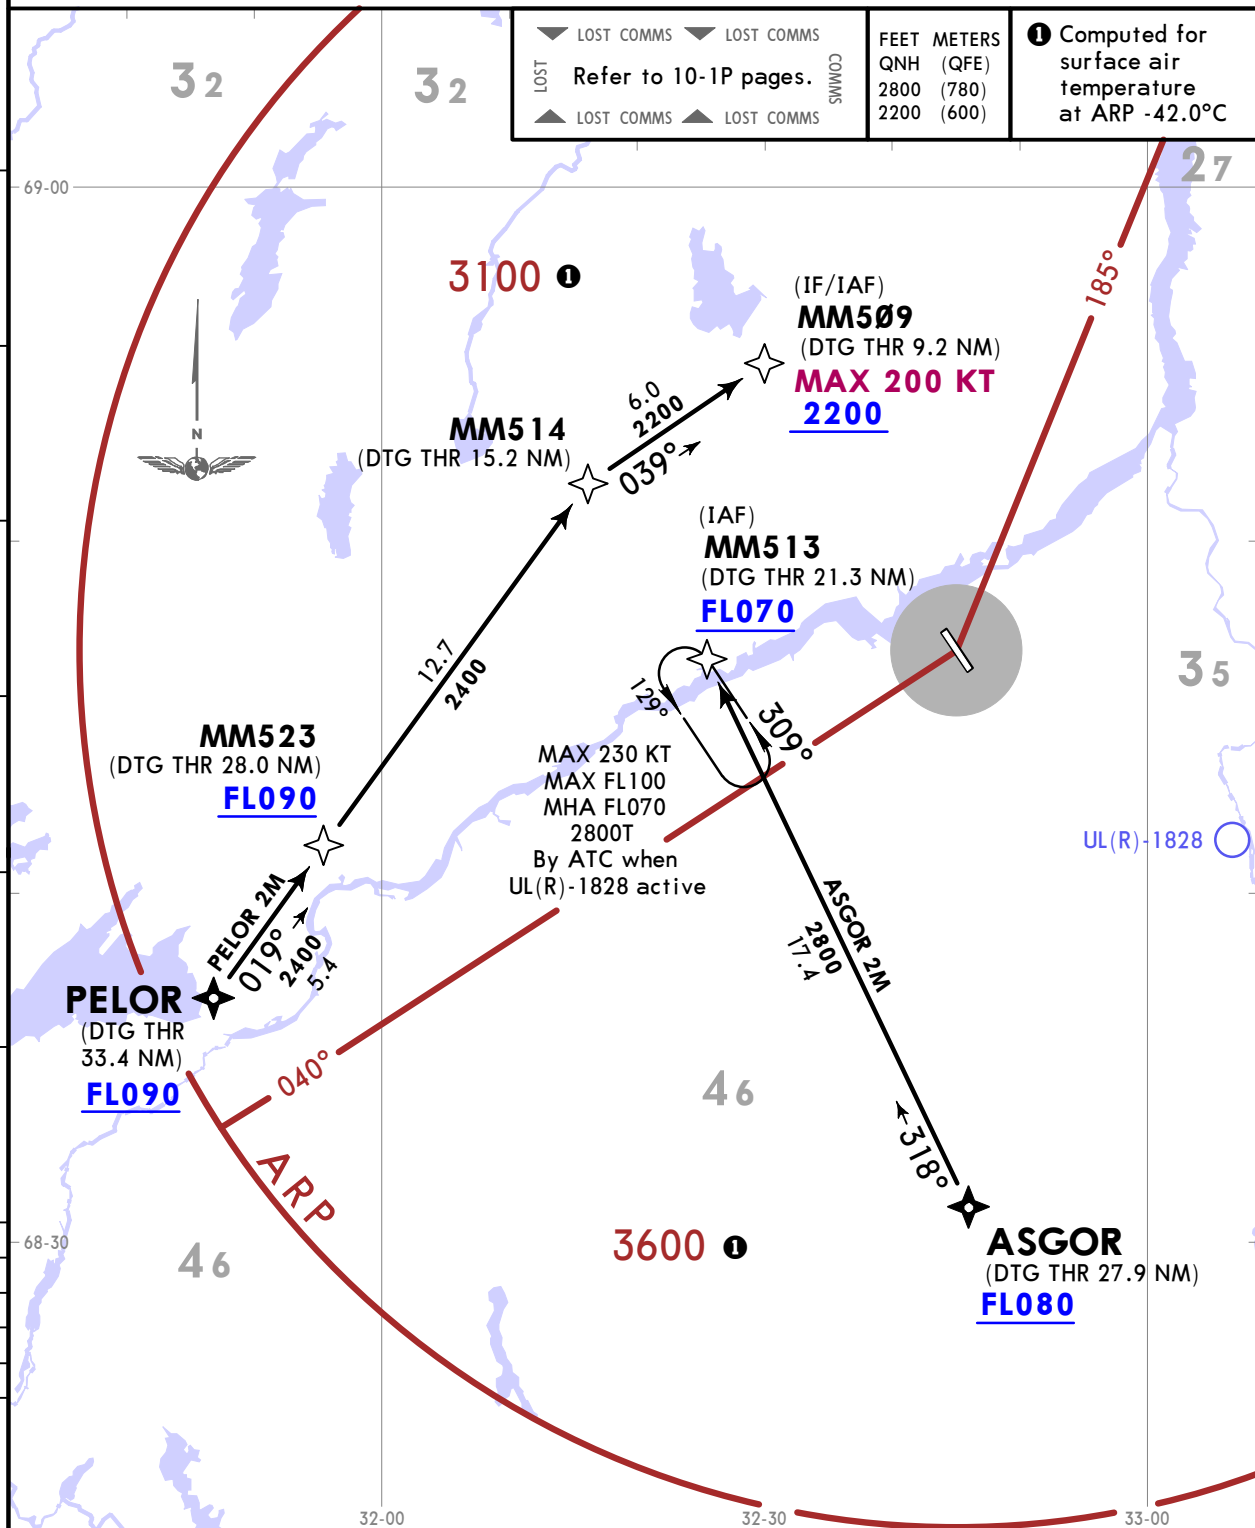 LOST COMMS LOST COMMS
LOST
Refer to 10-1P pages.
COMMS
LOST COMMS LOST COMMS
FEET METERS
QNH (QFE)
2800 (780)
2200 (600)
1 Computed for
surface air
temperature
at ARP -42.0°C
32
32
27
69-00
185°
3100 1
(IF/IAF)
MM5Ø9
(DTG THR 9.2 NM)
MAX 200 KT
2200
6.0
2200
039°
N
MM514
(DTG THR 15.2 NM)
(IAF)
MM513
(DTG THR 21.3 NM)
FL070
12.7
2400
129°
309°
35
MM523
(DTG THR 28.0 NM)
FL090
MAX 230 KT
MAX FL100
MHA FL070
2800T
By ATC when
UL(R)-1828 active
UL(R)-1828
PELOR 2M
019°
2400
5.4
ASGOR 2M
2800
17.4
PELOR
(DTG THR
33.4 NM)
FL090
040°
46
ARP
318°
68-30
46
3600 1
ASGOR
(DTG THR 27.9 NM)
FL080
32-00
32-30
33-00